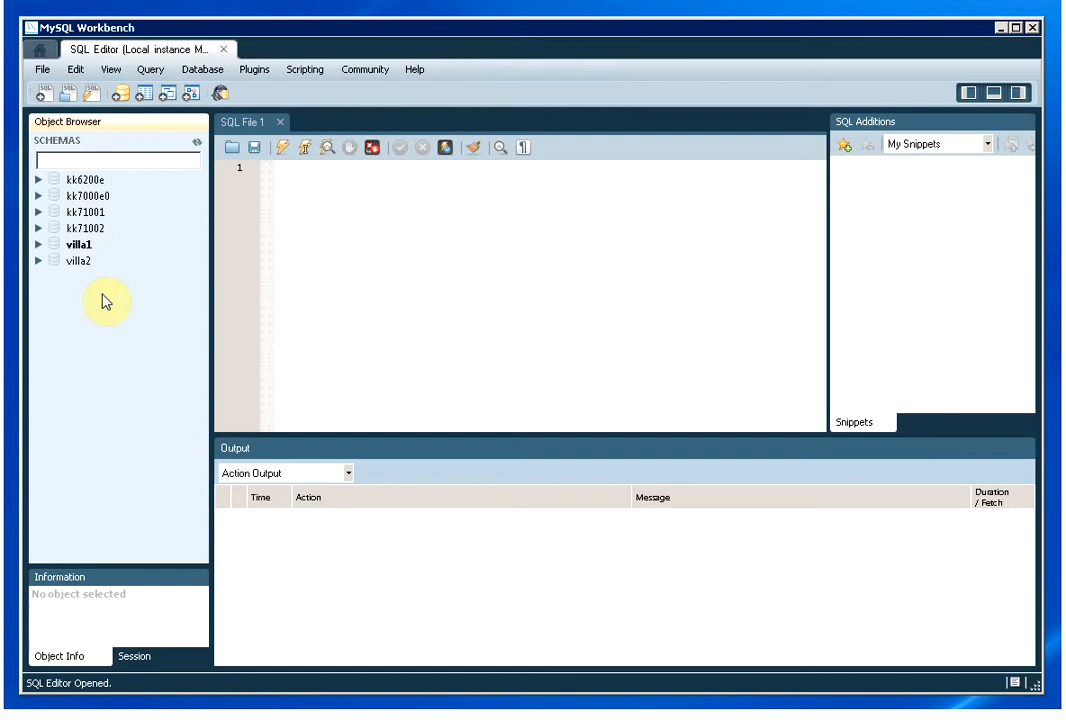 MySQL Workbench
SQL Editor (Local instance M... ×
File Edit View Query Database Plugins Scripting Community Help
Object Browser
SCHEMAS
kk6200e
kk7000e0
kk71001
kk71002
villa1
villa2
SQL File 1 ×
1
SQL Additions
My Snippets
Snippets
Output
Action Output
Time Action Message Duration
/ Fetch
Information
No object selected
Object Info Session
SQL Editor Opened.